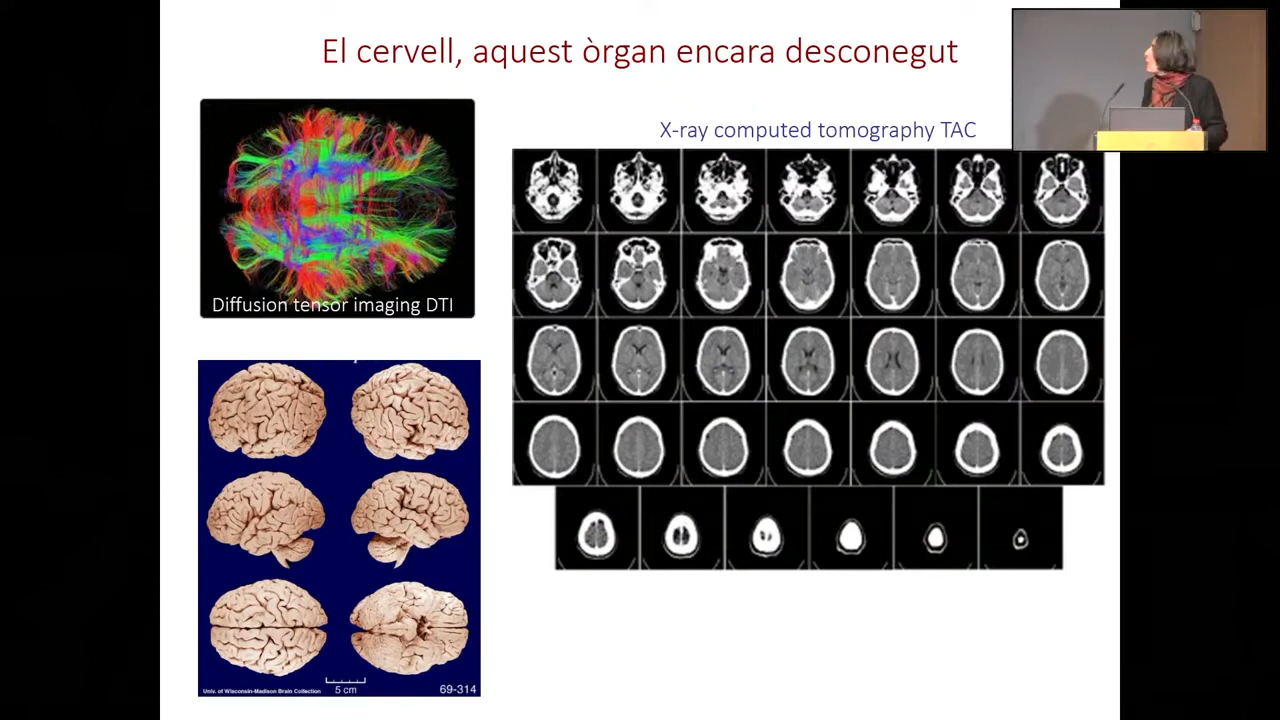 El cervell, aquest òrgan encara desconegut
X-ray computed tomography TAC
Diffusion tensor imaging DTI
Univ. of Wisconsin-Madison Brain Collection
5 cm
69-314